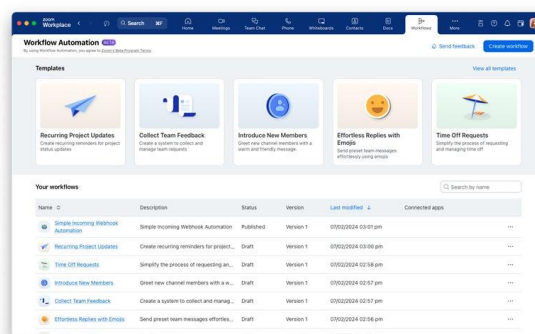 zoom
Workplace
Search
⌘F
Home
Meetings
Team Chat
Phone
Whiteboards
Contacts
Docs
Workflows
More
Workflow Automation BETA
By using Workflow Automation, you agree to Zoom's Beta Program Terms.
Send feedback
Create workflow
Templates
View all templates
Recurring Project Updates
Create recurring reminders for project
status updates
Collect Team Feedback
Create a system to collect and
manage team requests
Introduce New Members
Greet new channel members with a
warm and friendly message.
Effortless Replies with
Emojis
Send preset team messages
effortlessly using emojis
Time Off Requests
Simplify the process of requesting
and managing time off
Your workflows
Search by name
Name Description Status Version Last modified Connected apps
Simple Incoming Webhook
Automation
Simple Incoming Webhook Automation Published Version 1 07/02/2024 03:01 pm
Recurring Project Updates Create recurring reminders for project... Draft Version 1 07/02/2024 03:00 pm
Time Off Requests Simplify the process of requesting an... Draft Version 1 07/02/2024 02:58 pm
Introduce New Members Greet new channel members with a w... Draft Version 1 07/02/2024 02:57 pm
Collect Team Feedback Create a system to collect and manag... Draft Version 1 07/02/2024 02:57 pm
Effortless Replies with Emojis Send preset team messages effortles... Draft Version 1 07/02/2024 02:56 pm